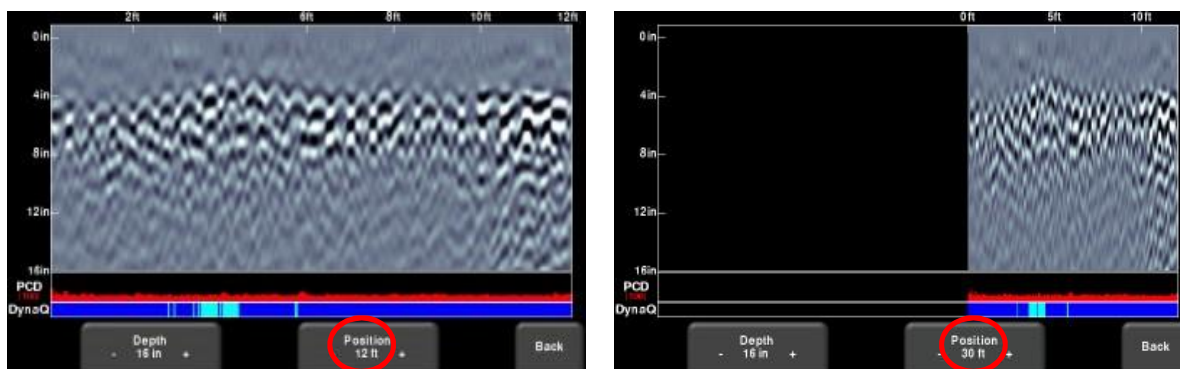 2ft 4ft 6ft 8ft 10ft 12ft
0in
4in
8in
12in
16in
PCD
DynaQ
Depth
- 16 in +
Position
12 ft +
Back
0ft 5ft 10ft
0in
4in
8in
12in
16in
PCD
DynaQ
Depth
- 16 in +
Position
- 30 ft +
Back